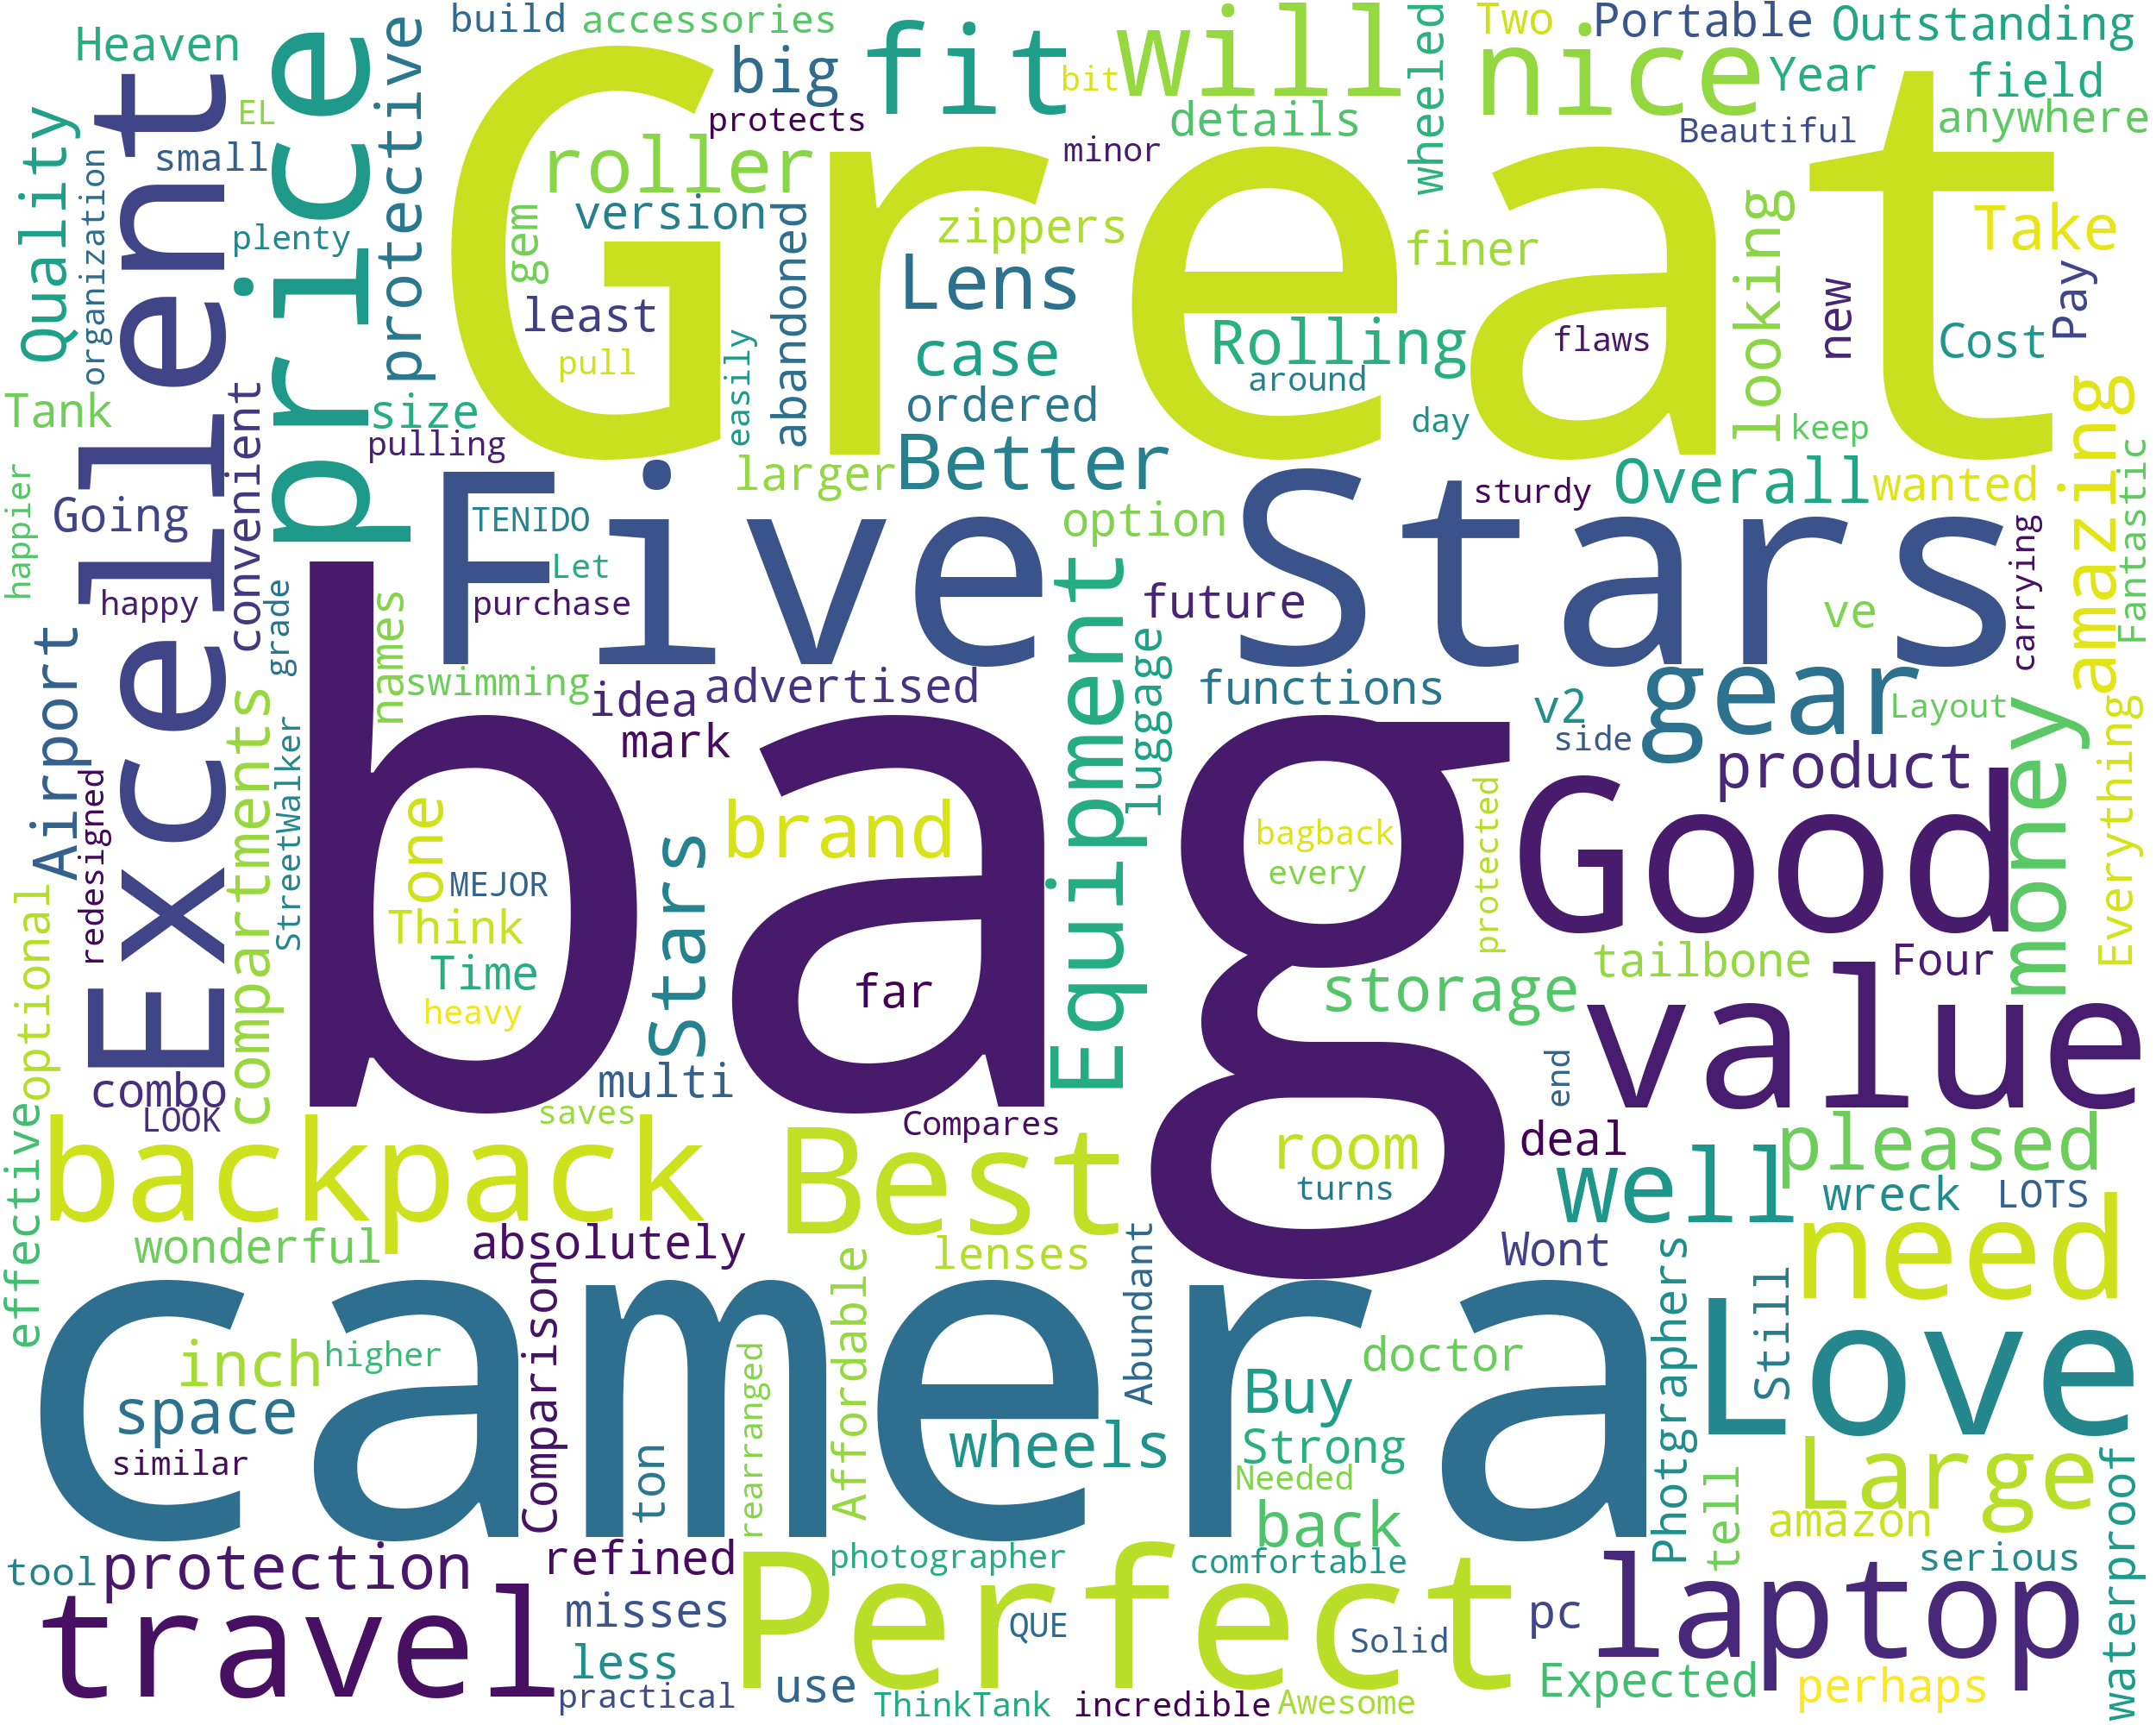 build
accessories
Two
Portable
Outstanding
Heaven
price
protective
big
fit
will
bit
wheeled
nice
Year
field
EL
Excellent
Great
protects
details
Beautiful
anywhere
Quality
small
organization
roller
minor
plenty
gem
version
abandoned
zippers
finer
looking
Take
Lens
new
Pay
least
pull
easily
case
Rolling
around
flaws
Cost
Tank
size
ordered
day
keep
amazing
pulling
convenient
larger
Better
Overall
wanted
Fantastic
happier
Going
Five Stars
sturdy
TENIDO
Let
option
carrying
happy
grade
names
purchase
future
ve
Airport
swimming
idea
advertised
Equipment
luggage
functions
v2
gear
Layout
compartments
StreetWalker
mark
side
money
Everything
redesigned
bag
one
brand
bagback
every
protected
product
Good
MEJOR
Stars
Think
Time
heavy
far
storage
tailbone
Four
optional
combo
LOOK
multi
saves
Compares
end
value
effective
backpack
Best
room
turns
deal
pleased
well
wreck
LOTS
wonderful
absolutely
lenses
Abundant
Wont
need
Photgraphers
Still
camera
inch
higher
Comparison
Affordable
doctor
Love
space
Buy
similar
ton
rearranged
wheels
Strong
Needed
Large
tell
amazon
waterproof
back
tool
protection
refined
photographer
comfortable
serious
travel
misses
Perfect
QUE
pc
laptop
less
Solid
practical
use
ThinkTank
incredible
Awesome
Expected
perhaps